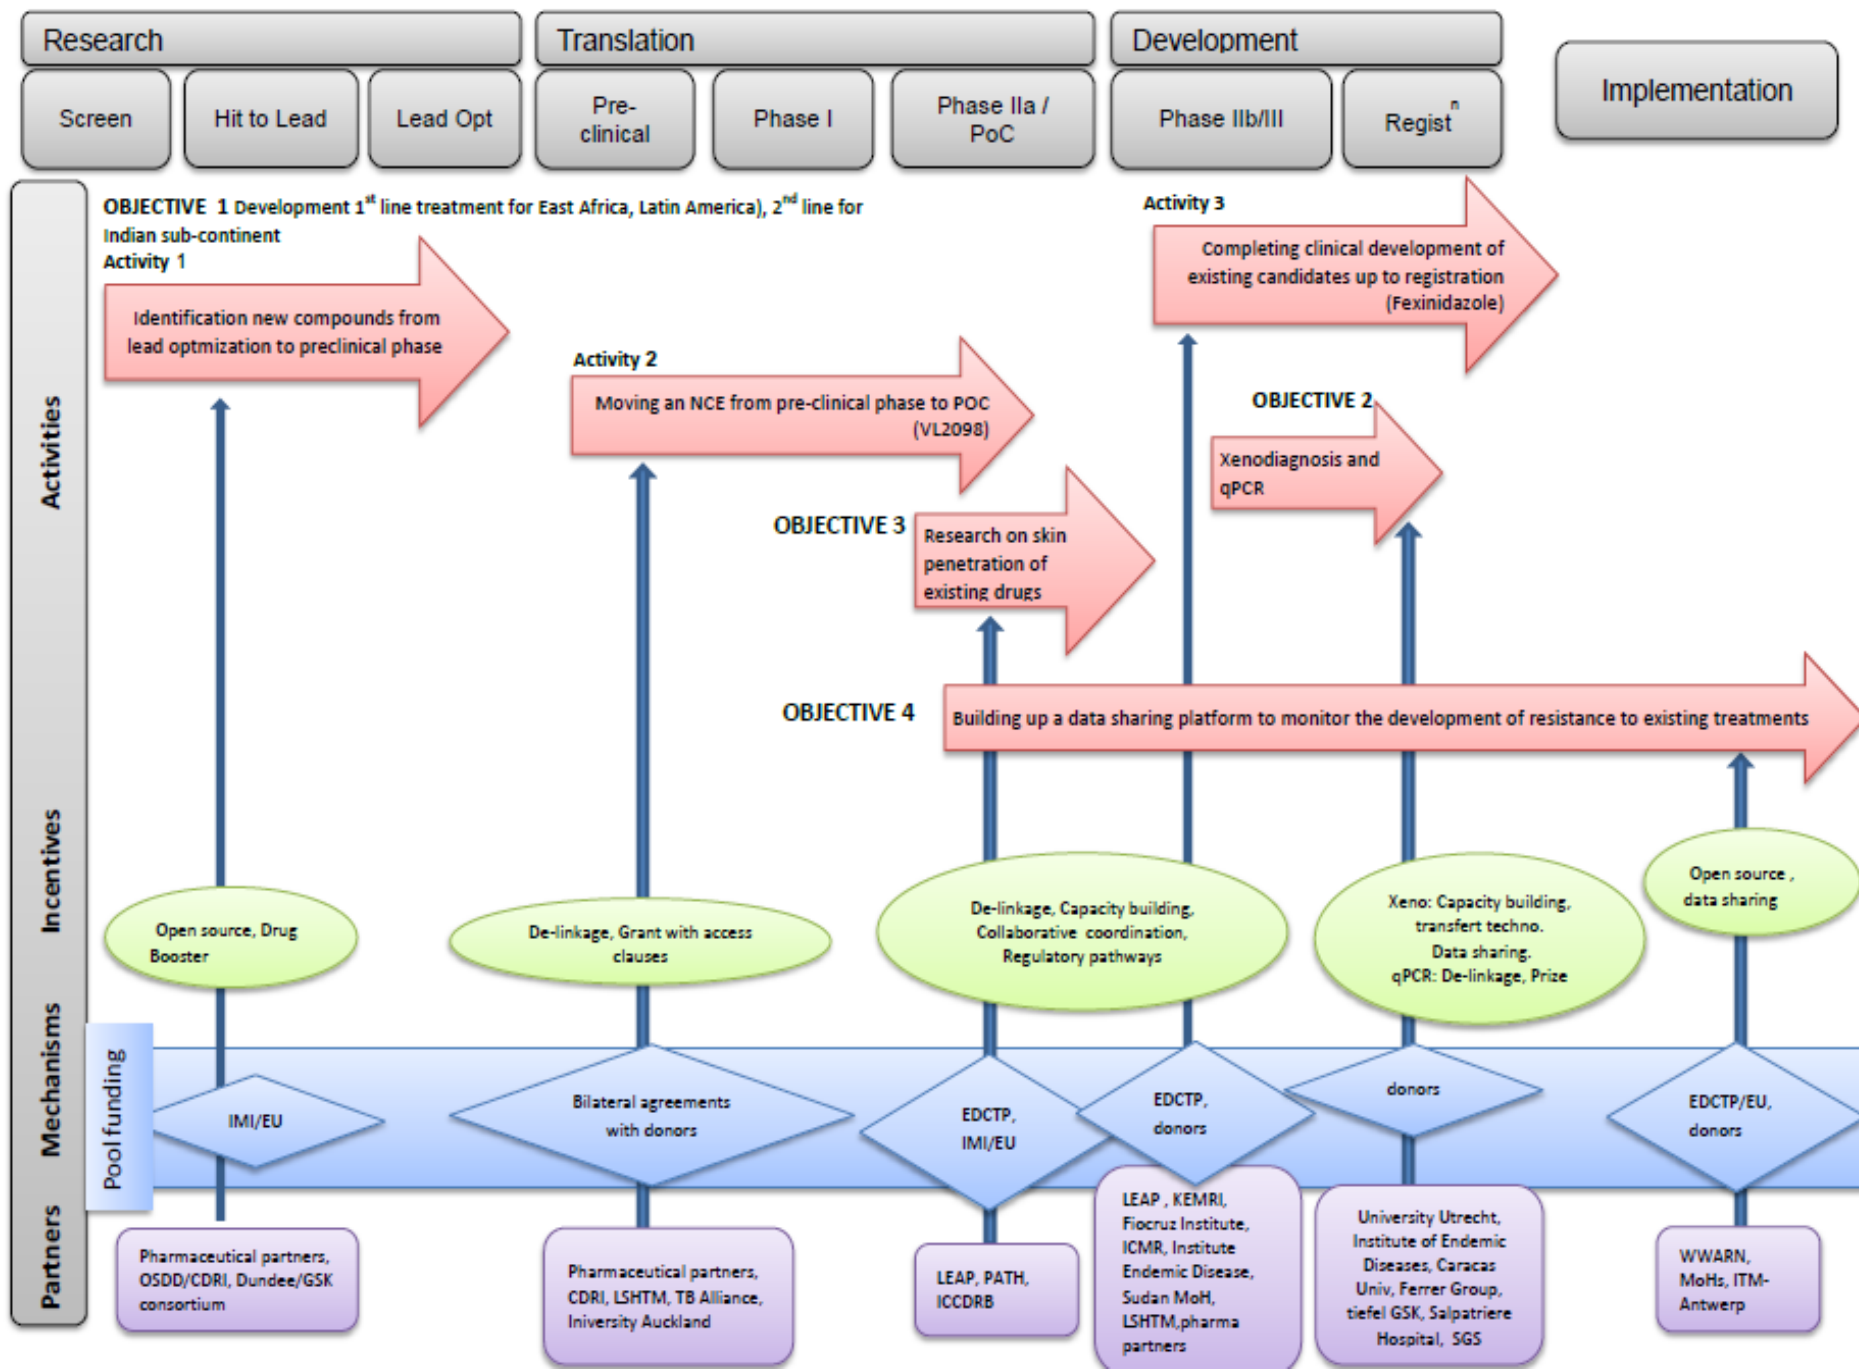 Research
Translation
Development
Implementation
Screen
Hit to Lead
Lead Opt
Pre-
clinical
Phase I
Phase IIa /
PoC
Phase IIb/III
Regist^n
Activities
Incentives
Mechanisms
Partners
OBJECTIVE 1 Development 1st line treatment for East Africa, Latin America), 2nd line for
Indian sub-continent
Activity 1
Identification new compounds from
lead optmization to preclinical phase
Activity 2
Moving an NCE from pre-clinical phase to POC
(VL2098)
Activity 3
Completing clinical development of
existing candidates up to registration
(Fexinidazole)
OBJECTIVE 2
Xenodiagnosis and
qPCR
OBJECTIVE 3
Research on skin
penetration of
existing drugs
OBJECTIVE 4
Building up a data sharing platform to monitor the development of resistance to existing treatments
Open source, Drug
Booster
De-linkage, Grant with access
clauses
De-linkage, Capacity building,
Collaborative coordination,
Regulatory pathways
Xeno: Capacity building,
transfert techno.
Data sharing.
qPCR: De-linkage, Prize
Open source ,
data sharing
Pool funding
IMI/EU
Bilateral agreements
with donors
EDCTP,
IMI/EU
EDCTP,
donors
donors
EDCTP/EU,
donors
Pharmaceutical partners,
OSDD/CDRI, Dundee/GSK
consortium
Pharmaceutical partners,
CDRI, LSHTM, TB Alliance,
Iniversity Auckland
LEAP, PATH,
ICCDRB
LEAP , KEMRI,
Fiocruz Institute,
ICMR, Institute
Endemic Disease,
Sudan MoH,
LSHTM,pharma
partners
University Utrecht,
Institute of Endemic
Diseases, Caracas
Univ, Ferrer Group,
tiefel GSK, Salpatriere
Hospital, SGS
WWARN,
MoHs, ITM-
Antwerp